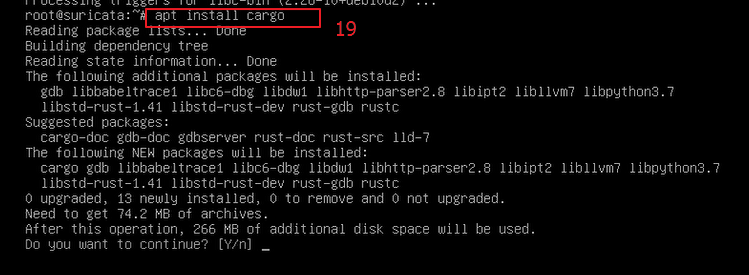 Processing triggers for libc-bin (2.28-10+deb10u2) ...
root@suricata:~# apt install cargo
19
Reading package lists... Done
Building dependency tree
Reading state information... Done
The following additional packages will be installed:
gdb libbabeltrace1 libc6-dbg libdw1 libhttp-parser2.8 libipt2 libllvm7 libpython3.7
libstd-rust-1.41 libstd-rust-dev rust-gdb rustc
Suggested packages:
cargo-doc gdb-doc gdbserver rust-doc rust-src lld-7
The following NEW packages will be installed:
cargo gdb libbabeltrace1 libc6-dbg libdw1 libhttp-parser2.8 libipt2 libllvm7 libpython3.7
libstd-rust-1.41 libstd-rust-dev rust-gdb rustc
0 upgraded, 13 newly installed, 0 to remove and 0 not upgraded.
Need to get 74.2 MB of archives.
After this operation, 266 MB of additional disk space will be used.
Do you want to continue? [Y/n] _